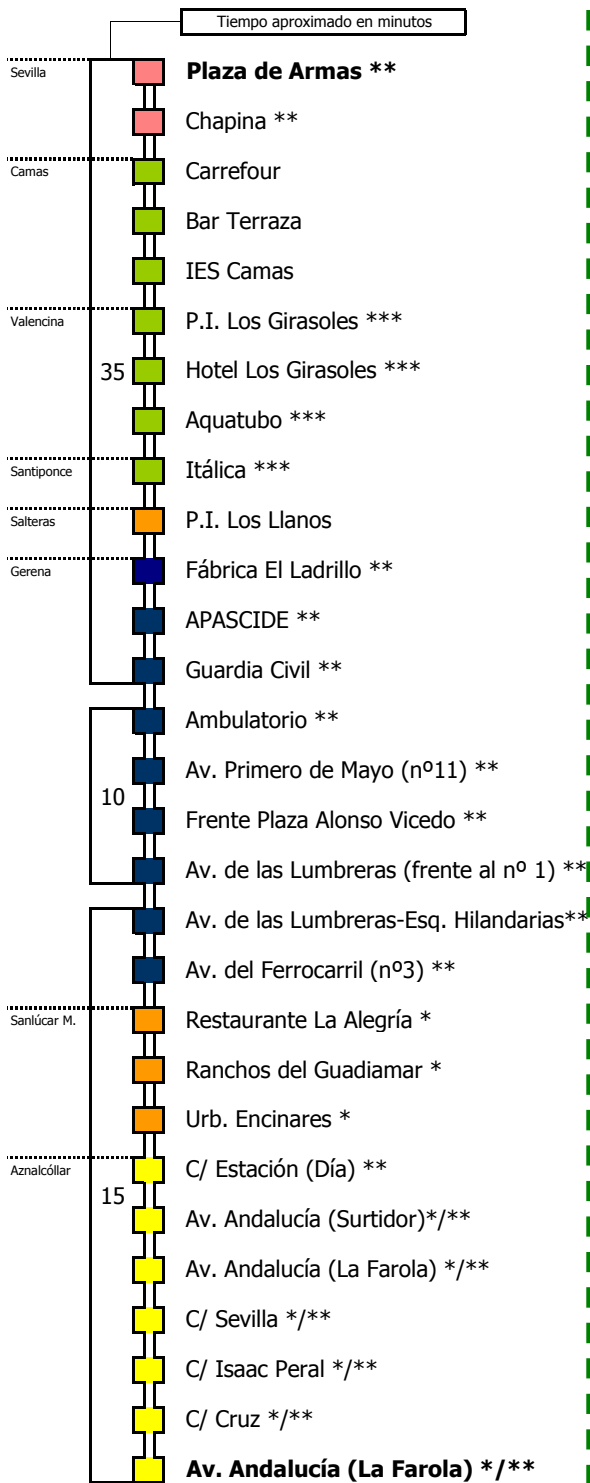 Tiempo aproximado en minutos
Sevilla
Plaza de Armas **
Chapina **
Camas
Carrefour
Bar Terraza
IES Camas
Valencina
P.I. Los Girasoles ***
35
Hotel Los Girasoles ***
Aquatubo ***
Santiponce
Itálica ***
Salteras
P.I. Los Llanos
Gerena
Fábrica El Ladrillo **
APASCIDE **
Guardia Civil **
Ambulatorio **
Av. Primero de Mayo (nº11) **
10
Frente Plaza Alonso Vicedo **
Av. de las Lumbreras (frente al nº 1) **
Av. de las Lumbreras-Esq. Hilandarias**
Av. del Ferrocarril (nº3) **
Sanlúcar M.
Restaurante La Alegría *
Ranchos del Guadiamar *
Urb. Encinares *
Aznalcóllar
C/ Estación (Día) **
15
Av. Andalucía (Surtidor)*/**
Av. Andalucía (La Farola) */**
C/ Sevilla */**
C/ Isaac Peral */**
C/ Cruz */**
Av. Andalucía (La Farola) */**